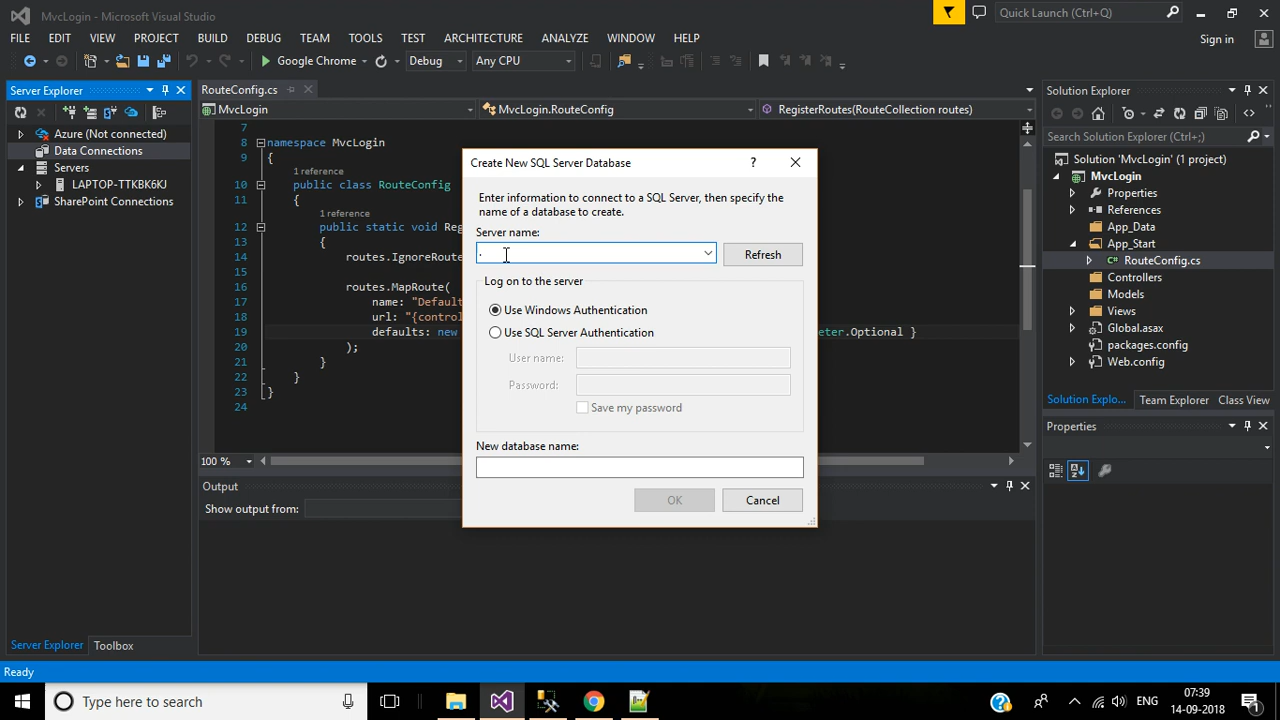 MvcLogin - Microsoft Visual Studio
Quick Launch (Ctrl+Q)
FILE EDIT VIEW PROJECT BUILD DEBUG TEAM TOOLS TEST ARCHITECTURE ANALYZE WINDOW HELP
Sign in
Google Chrome Debug Any CPU
Server Explorer
Azure (Not connected)
Data Connections
Servers
LAPTOP-TTKBK6KJ
SharePoint Connections
Server Explorer Toolbox
RouteConfig.cs
MvcLogin MvcLogin.RouteConfig RegisterRoutes(RouteCollection routes)
7
8 namespace MvcLogin
9 {
1 reference
10 public class RouteConfig
11 {
1 reference
12 public static void Reg
13 {
14 routes.IgnoreRoute
15
16 routes.MapRoute(
17 name: "Defaul
18 url: "{control
19 defaults: new eter.Optional }
20 );
21 }
22 }
23 }
24
100 %
Output
Show output from:
Create New SQL Server Database
?
Enter information to connect to a SQL Server, then specify the
name of a database to create.
Server name:
.
Refresh
Log on to the server
Use Windows Authentication
Use SQL Server Authentication
User name:
Password:
Save my password
New database name:
OK Cancel
Solution Explorer
Search Solution Explorer (Ctrl+;)
Solution 'MvcLogin' (1 project)
MvcLogin
Properties
References
App_Data
App_Start
C# RouteConfig.cs
Controllers
Models
Views
Global.asax
packages.config
Web.config
Solution Explo... Team Explorer Class View
Properties
Ready
Type here to search
ENG
07:39
14-09-2018
1